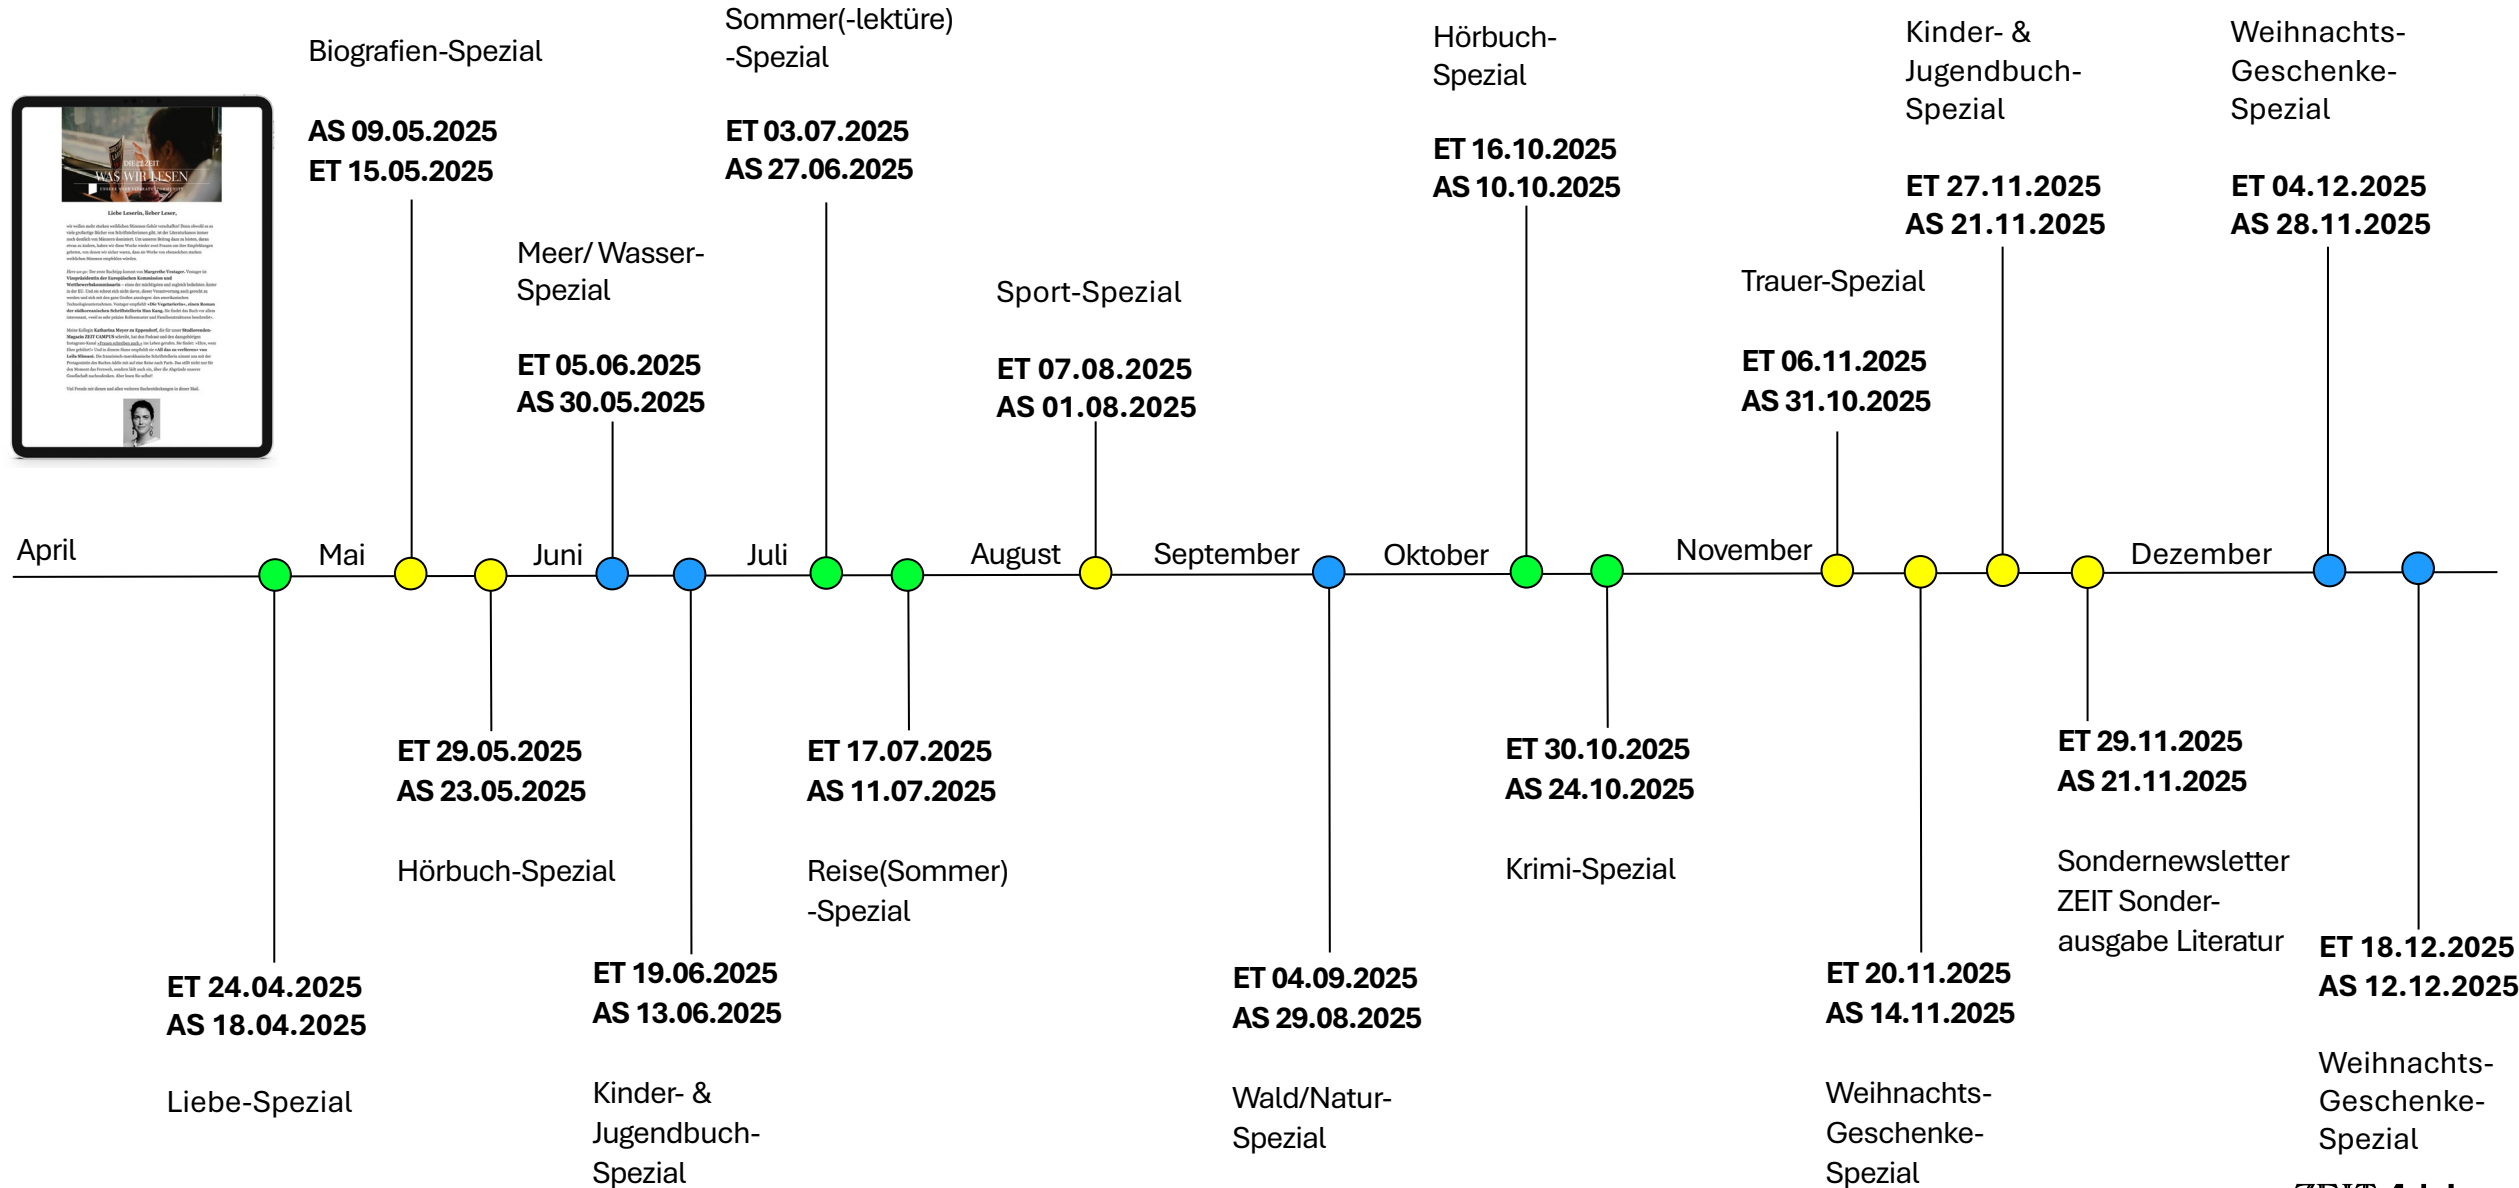 Biografien-Spezial
AS 09.05.2025
ET 15.05.2025
Sommer(-lektüre)
-Spezial
ET 03.07.2025
AS 27.06.2025
Hörbuch-
Spezial
ET 16.10.2025
AS 10.10.2025
Kinder- &
Jugendbuch-
Spezial
ET 27.11.2025
AS 21.11.2025
Weihnachts-
Geschenke-
Spezial
ET 04.12.2025
AS 28.11.2025
DIE ZEIT
WAS WIR LESEN
Liebe Leserin, lieber Leser,
Meer/ Wasser-
Spezial
ET 05.06.2025
AS 30.05.2025
Sport-Spezial
ET 07.08.2025
AS 01.08.2025
Trauer-Spezial
ET 06.11.2025
AS 31.10.2025
April
Mai
Juni
Juli
August
September
Oktober
November
Dezember
ET 24.04.2025
AS 18.04.2025
Liebe-Spezial
ET 29.05.2025
AS 23.05.2025
Hörbuch-Spezial
ET 19.06.2025
AS 13.06.2025
Kinder- &
Jugendbuch-
Spezial
ET 17.07.2025
AS 11.07.2025
Reise(Sommer)
-Spezial
ET 04.09.2025
AS 29.08.2025
Wald/Natur-
Spezial
ET 30.10.2025
AS 24.10.2025
Krimi-Spezial
ET 20.11.2025
AS 14.11.2025
Weihnachts-
Geschenke-
Spezial
ET 29.11.2025
AS 21.11.2025
Sondernewsletter
ZEIT Sonder-
ausgabe Literatur
ET 18.12.2025
AS 12.12.2025
Weihnachts-
Geschenke-
Spezial